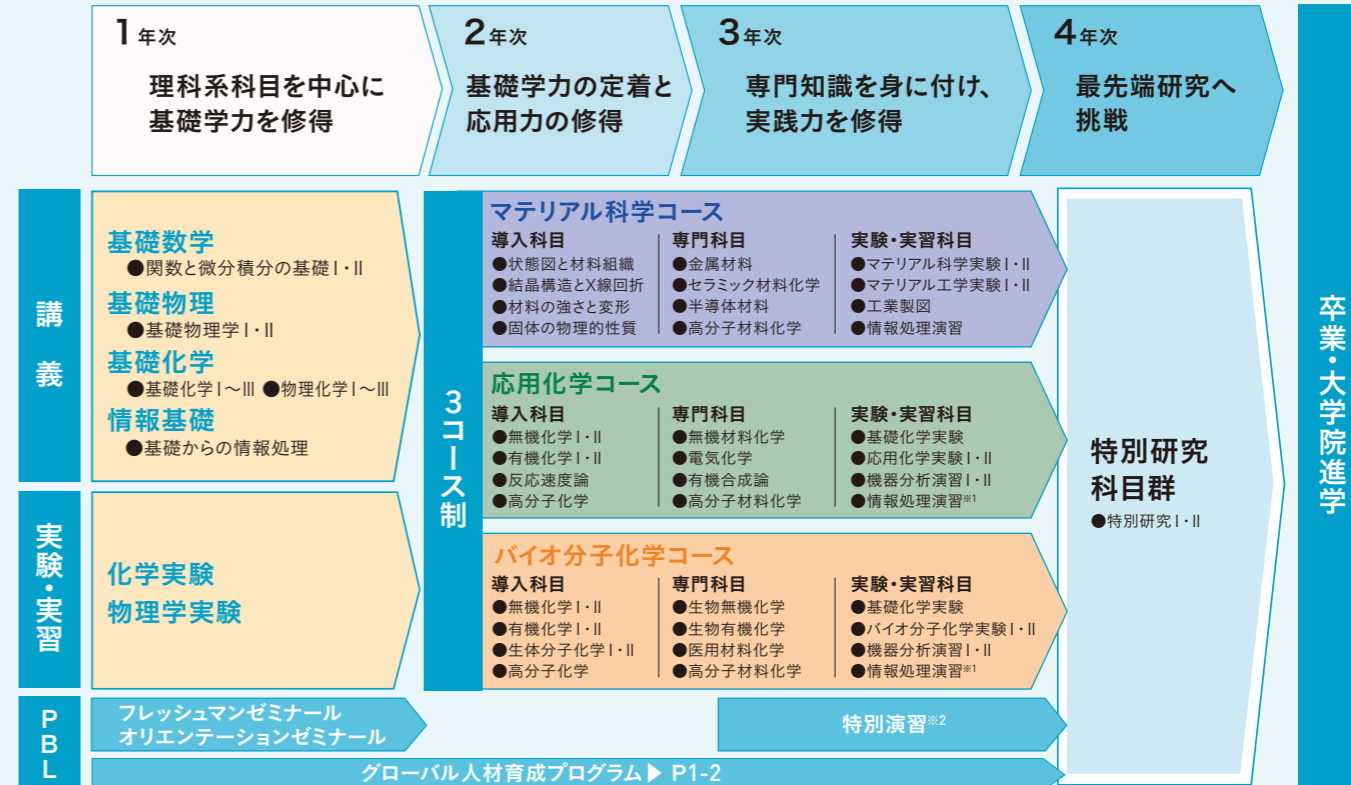 1年次
理科系科目を中心に
基礎学力を修得
2年次
基礎学力の定着と
応用力の修得
3年次
専門知識を身に付け、
実践力を修得
4年次
最先端研究へ
挑戦
卒業・大学院進学
講義
基礎数学
●関数と微分積分の基礎Ⅰ・Ⅱ
基礎物理
●基礎物理学Ⅰ・Ⅱ
基礎化学
●基礎化学Ⅰ～Ⅲ ●物理化学Ⅰ～Ⅲ
情報基礎
●基礎からの情報処理
実験・実習
化学実験
物理学実験
3コース制
マテリアル科学コース
導入科目
●状態図と材料組織
●結晶構造とX線回折
●材料の強さと変形
●固体の物理的性質
専門科目
●金属材料
●セラミック材料化学
●半導体材料
●高分子材料化学
実験・実習科目
●マテリアル科学実験Ⅰ・Ⅱ
●マテリアル工学実験Ⅰ・Ⅱ
●工業製図
●情報処理演習
応用化学コース
導入科目
●無機化学Ⅰ・Ⅱ
●有機化学Ⅰ・Ⅱ
●反応速度論
●高分子化学
専門科目
●無機材料化学
●電気化学
●有機合成論
●高分子材料化学
実験・実習科目
●基礎化学実験
●応用化学実験Ⅰ・Ⅱ
●機器分析演習Ⅰ・Ⅱ
●情報処理演習※1
バイオ分子化学コース
導入科目
●無機化学Ⅰ・Ⅱ
●有機化学Ⅰ・Ⅱ
●生体分子化学Ⅰ・Ⅱ
●高分子化学
専門科目
●生物無機化学
●生物有機化学
●医用材料化学
●高分子材料化学
実験・実習科目
●基礎化学実験
●バイオ分子化学実験Ⅰ・Ⅱ
●機器分析演習Ⅰ・Ⅱ
●情報処理演習※1
特別研究
科目群
●特別研究Ⅰ・Ⅱ
PBL
フレッシュマンゼミナール
オリエンテーションゼミナール
特別演習※2
グローバル人材育成プログラム▶ P1-2